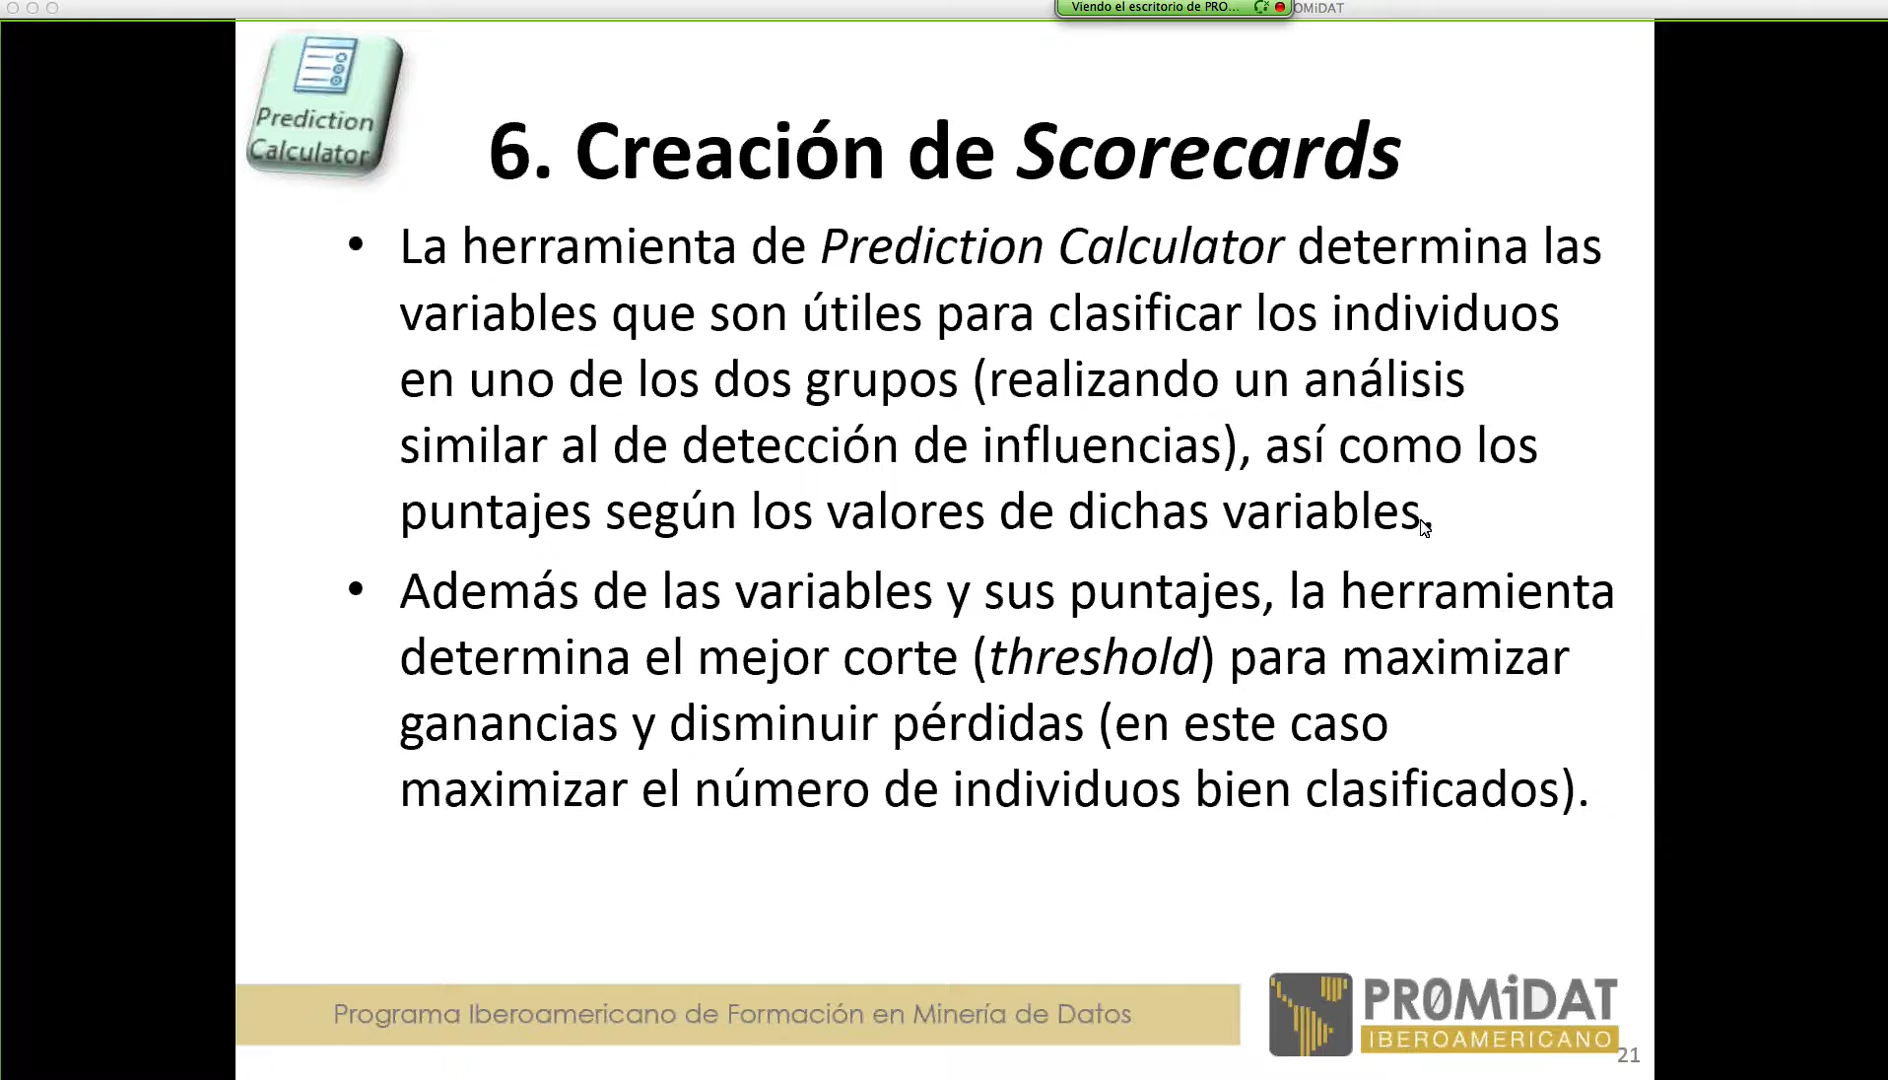 Viendo el escritorio de PRO...
OMiDAT
Prediction
Calculator
6. Creación de Scorecards
• La herramienta de Prediction Calculator determina las
variables que son útiles para clasificar los individuos
en uno de los dos grupos (realizando un análisis
similar al de detección de influencias), así como los
puntajes según los valores de dichas variables.
• Además de las variables y sus puntajes, la herramienta
determina el mejor corte (threshold) para maximizar
ganancias y disminuir pérdidas (en este caso
maximizar el número de individuos bien clasificados).
Programa Iberoamericano de Formación en Minería de Datos
PROMiDAT
IBEROAMERICANO
21